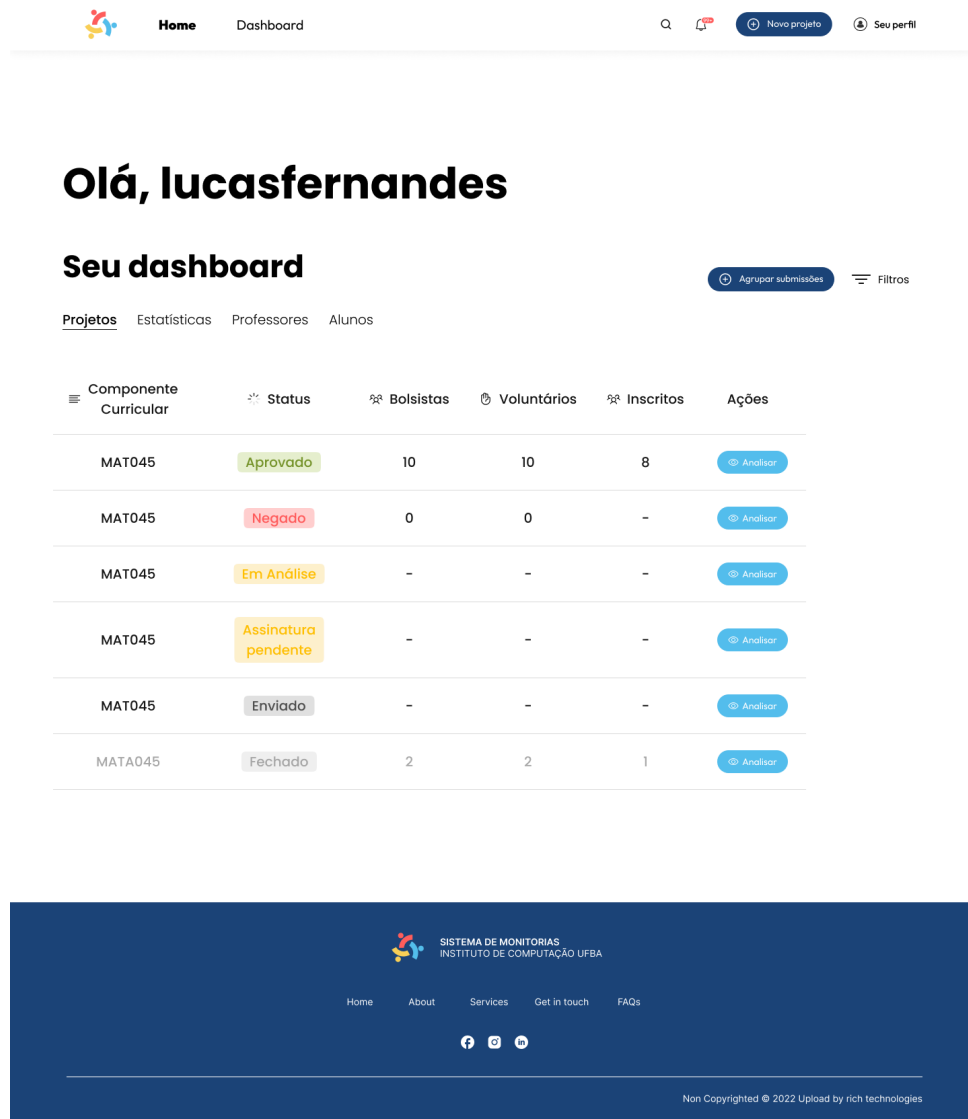 Home Dashboard Novo projeto Seu perfil
Olá, lucasfernandes
Seu dashboard
Agrupar submissões Filtros
Projetos Estatísticas Professores Alunos
Componente
Curricular Status Bolsistas Voluntários Inscritos Ações
MAT045 Aprovado 10 10 8 Analisar
MAT045 Negado 0 0 - Analisar
MAT045 Em Análise - - - Analisar
Assinatura
MAT045 pendente - - - Analisar
MAT045 Enviado - - - Analisar
MATA045 Fechado 2 2 1 Analisar
SISTEMA DE MONITORIAS
INSTITUTO DE COMPUTAÇÃO UFBA
Home About Services Get in touch FAQs
Non Copyrighted © 2022 Upload by rich technologies